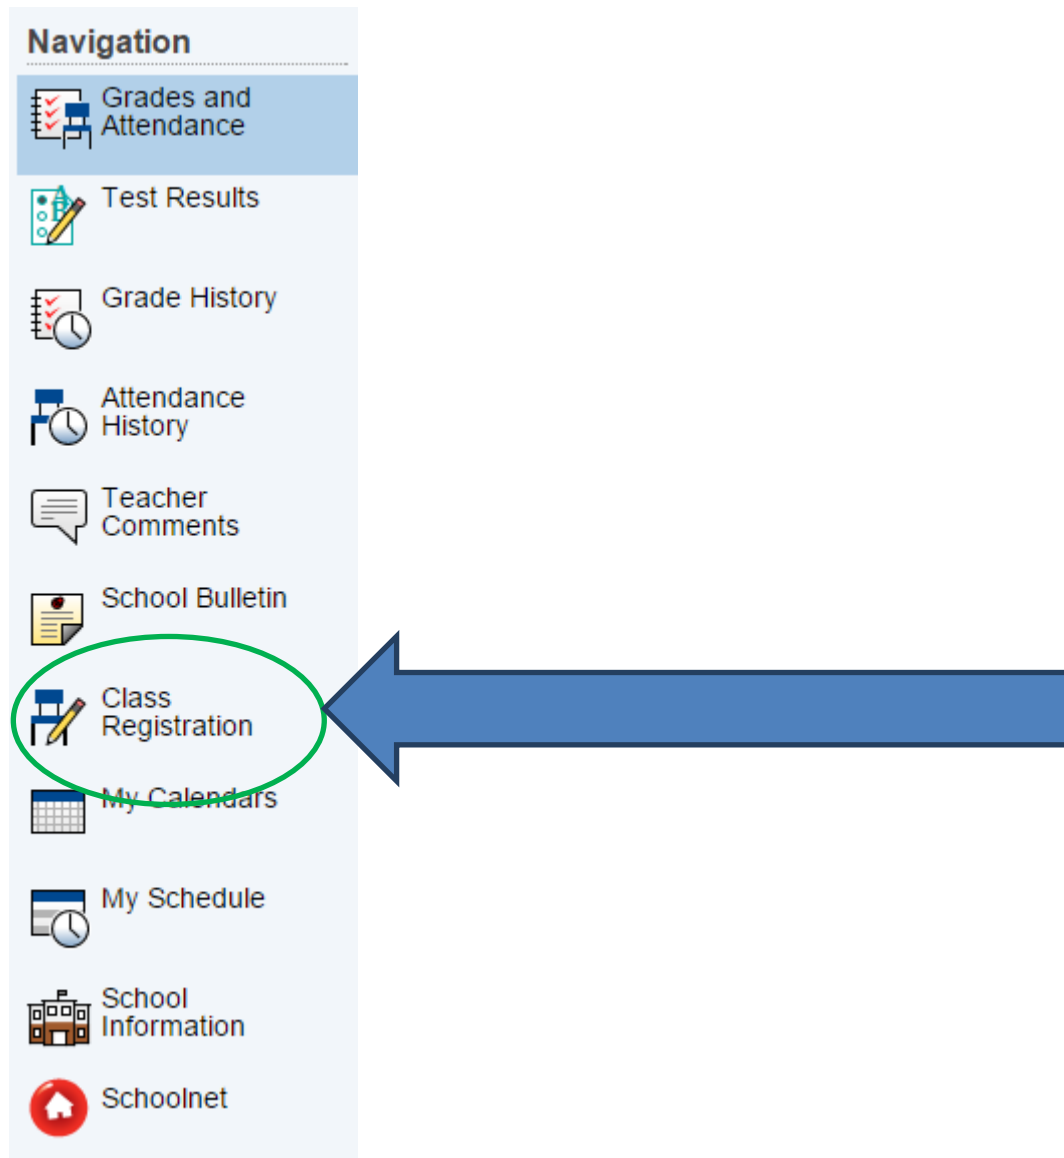 Navigation
Grades and
Attendance
Test Results
Grade History
Attendance
History
Teacher
Comments
School Bulletin
Class
Registration
My Calendars
My Schedule
School
Information
Schoolnet